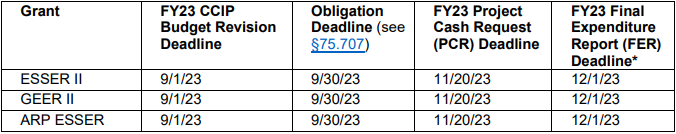 Grant
FY23 CCIP
Budget Revision
Deadline
Obligation
Deadline (see
§75.707)
FY23 Project
Cash Request
(PCR) Deadline
FY23 Final
Expenditure
Report (FER)
Deadline*
ESSER II 9/1/23 9/30/23 11/20/23 12/1/23
GEER II 9/1/23 9/30/23 11/20/23 12/1/23
ARP ESSER 9/1/23 9/30/23 11/20/23 12/1/23